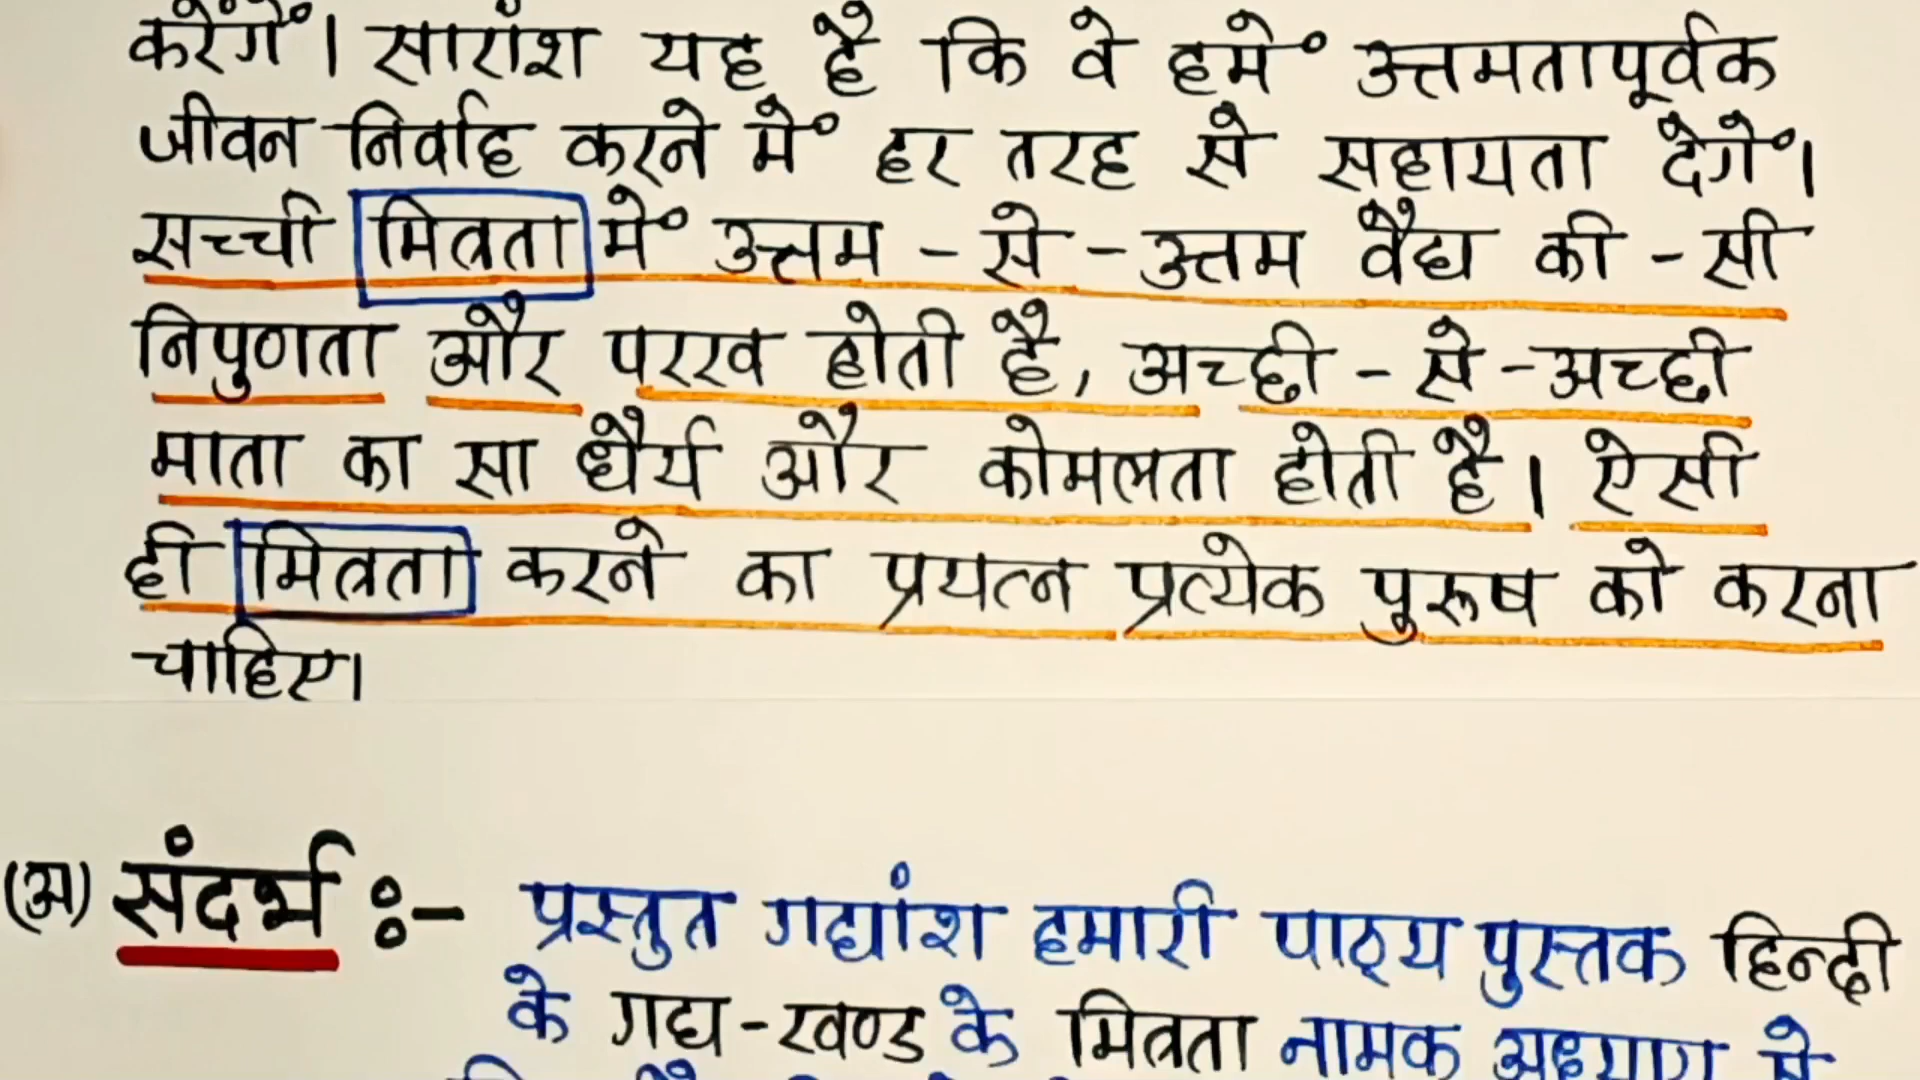 करेगें। सारांश यह है कि वे हमें उत्तमतापूर्वक
जीवन निर्वाह करने में हर तरह से सहायता देगें।
सच्ची मित्रता में उत्तम - से - उत्तम वैद्य की - सी
निपुणता और परख होती है, अच्छी - से - अच्छी
माता का सा धैर्य और कोमलता होती है। ऐसी
ही मित्रता करने का प्रयत्न प्रत्येक पुरूष को करना
चाहिए।
(अ) संदर्भ :- प्रस्तुत गद्यांश हमारी पाठ्य पुस्तक हिन्दी
के गद्य - खण्ड के मित्रता नामक अध्याय से